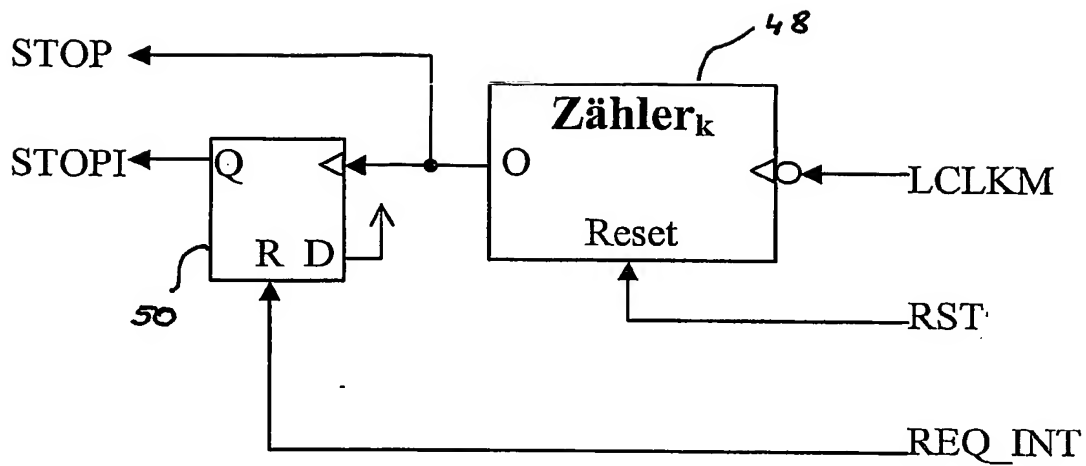 48
STOP
Zählerₖ
STOPI
Q
O
LCLKM
Reset
R D
50
RST
REQ_INT